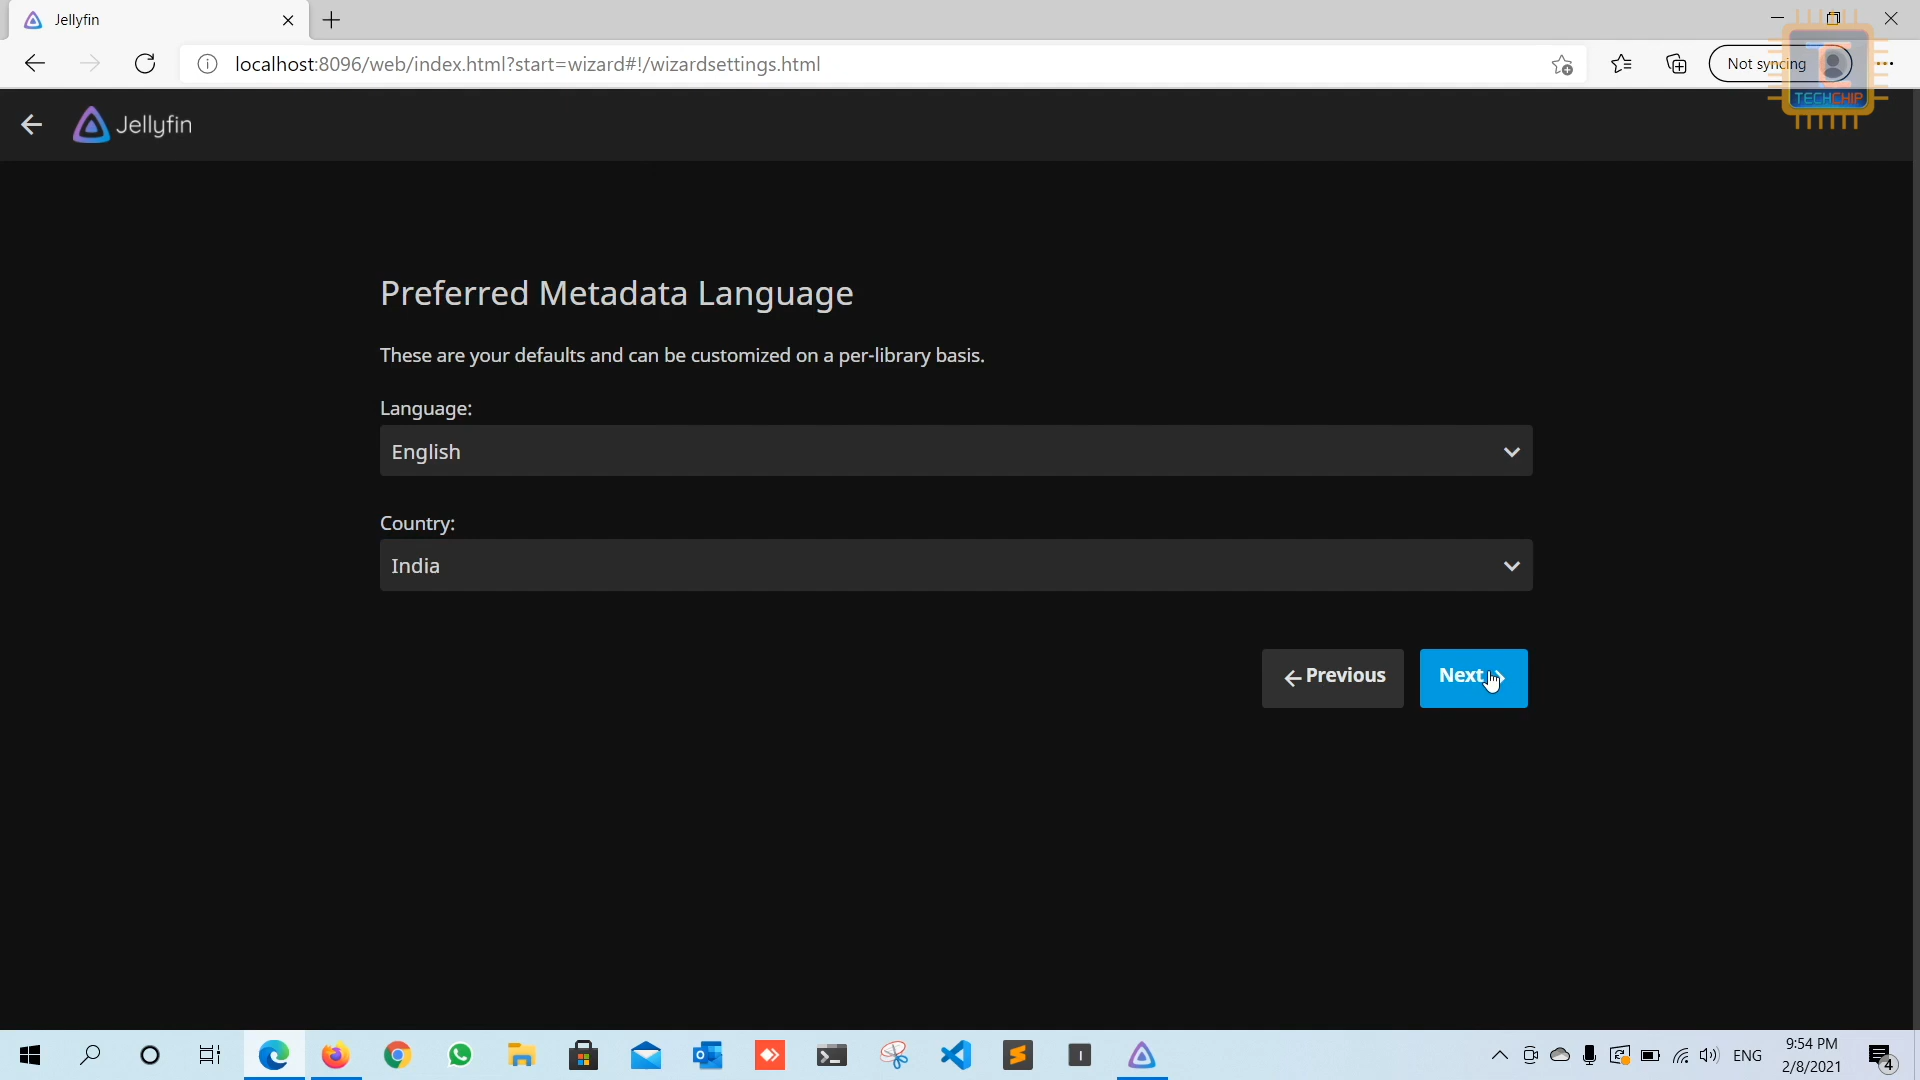 Jellyfin
localhost:8096/web/index.html?start=wizard#!/wizardsettings.html
Not syncing
TECHCHIP
Jellyfin
Preferred Metadata Language
These are your defaults and can be customized on a per-library basis.
Language:
English
Country:
India
Previous
Next
ENG
9:54 PM
2/8/2021
4